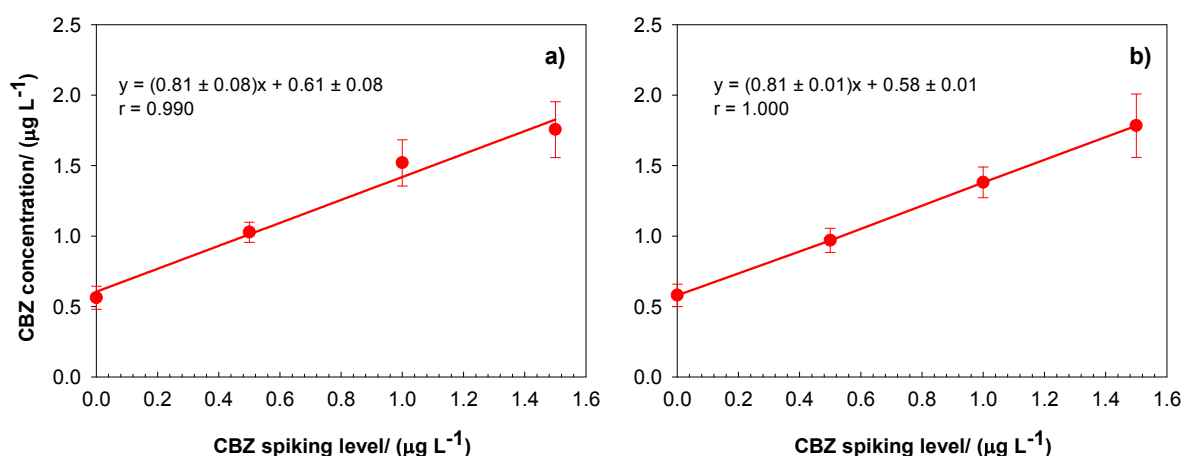 CBZ concentration/ (μg L⁻¹)
2.5
2.0
1.5
1.0
0.5
0.0
a)
y = (0.81 ± 0.08)x + 0.61 ± 0.08
r = 0.990
0.0 0.2 0.4 0.6 0.8 1.0 1.2 1.4 1.6
CBZ spiking level/ (μg L⁻¹)
2.5
2.0
1.5
1.0
0.5
0.0
b)
y = (0.81 ± 0.01)x + 0.58 ± 0.01
r = 1.000
0.0 0.2 0.4 0.6 0.8 1.0 1.2 1.4 1.6
CBZ spiking level/ (μg L⁻¹)